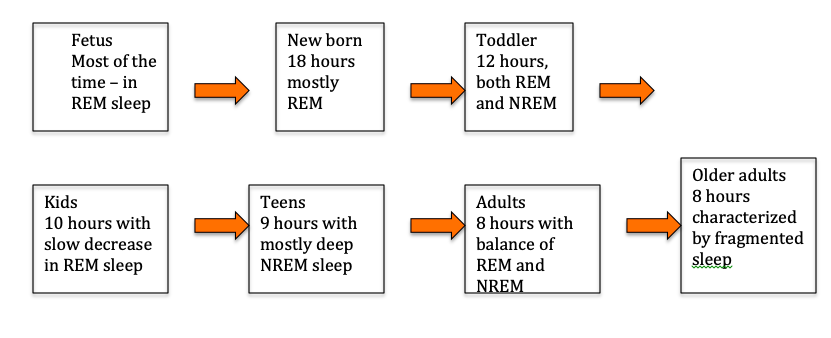 Fetus
Most of the
time – in
REM sleep
New born
18 hours
mostly
REM
Toddler
12 hours,
both REM
and NREM
Kids
10 hours with
slow decrease
in REM sleep
Teens
9 hours with
mostly deep
NREM sleep
Adults
8 hours with
balance of
REM and
NREM
Older adults
8 hours
characterized
by fragmented
sleep